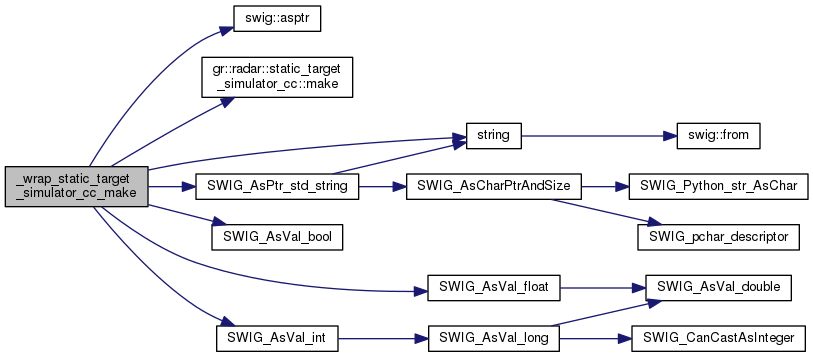 swig::asptr
gr::radar::static_target
_simulator_cc::make
string
swig::from
_wrap_static_target
_simulator_cc_make
SWIG_AsPtr_std_string
SWIG_AsCharPtrAndSize
SWIG_Python_str_AsChar
SWIG_AsVal_bool
SWIG_pchar_descriptor
SWIG_AsVal_float
SWIG_AsVal_double
SWIG_AsVal_int
SWIG_AsVal_long
SWIG_CanCastAsInteger